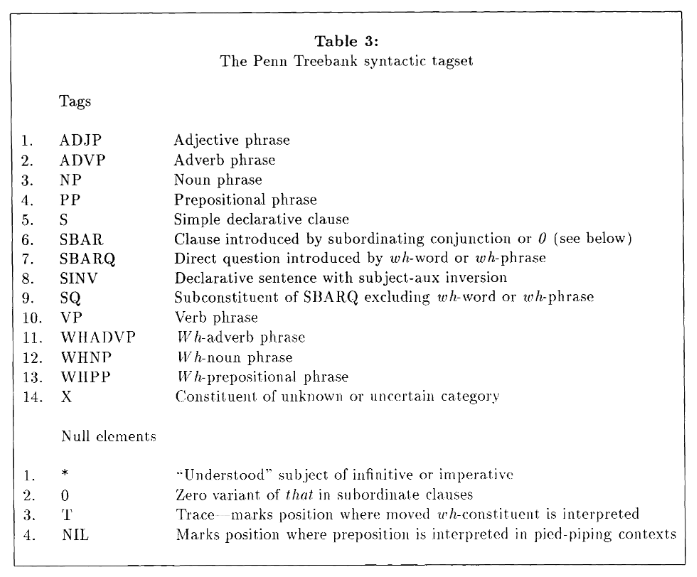 Table 3:
The Penn Treebank syntactic tagset
Tags
1. ADJP Adjective phrase
2. ADVP Adverb phrase
3. NP Noun phrase
4. PP Prepositional phrase
5. S Simple declarative clause
6. SBAR Clause introduced by subordinating conjunction or 0 (see below)
7. SBARQ Direct question introduced by wh-word or wh-phrase
8. SINV Declarative sentence with subject-aux inversion
9. SQ Subconstituent of SBARQ excluding wh-word or wh-phrase
10. VP Verb phrase
11. WHADVP Wh-adverb phrase
12. WHNP Wh-noun phrase
13. WHPP Wh-prepositional phrase
14. X Constituent of unknown or uncertain category
Null elements
1. * “Understood” subject of infinitive or imperative
2. 0 Zero variant of that in subordinate clauses
3. T Trace—marks position where moved wh-constituent is interpreted
4. NIL Marks position where preposition is interpreted in pied-piping contexts